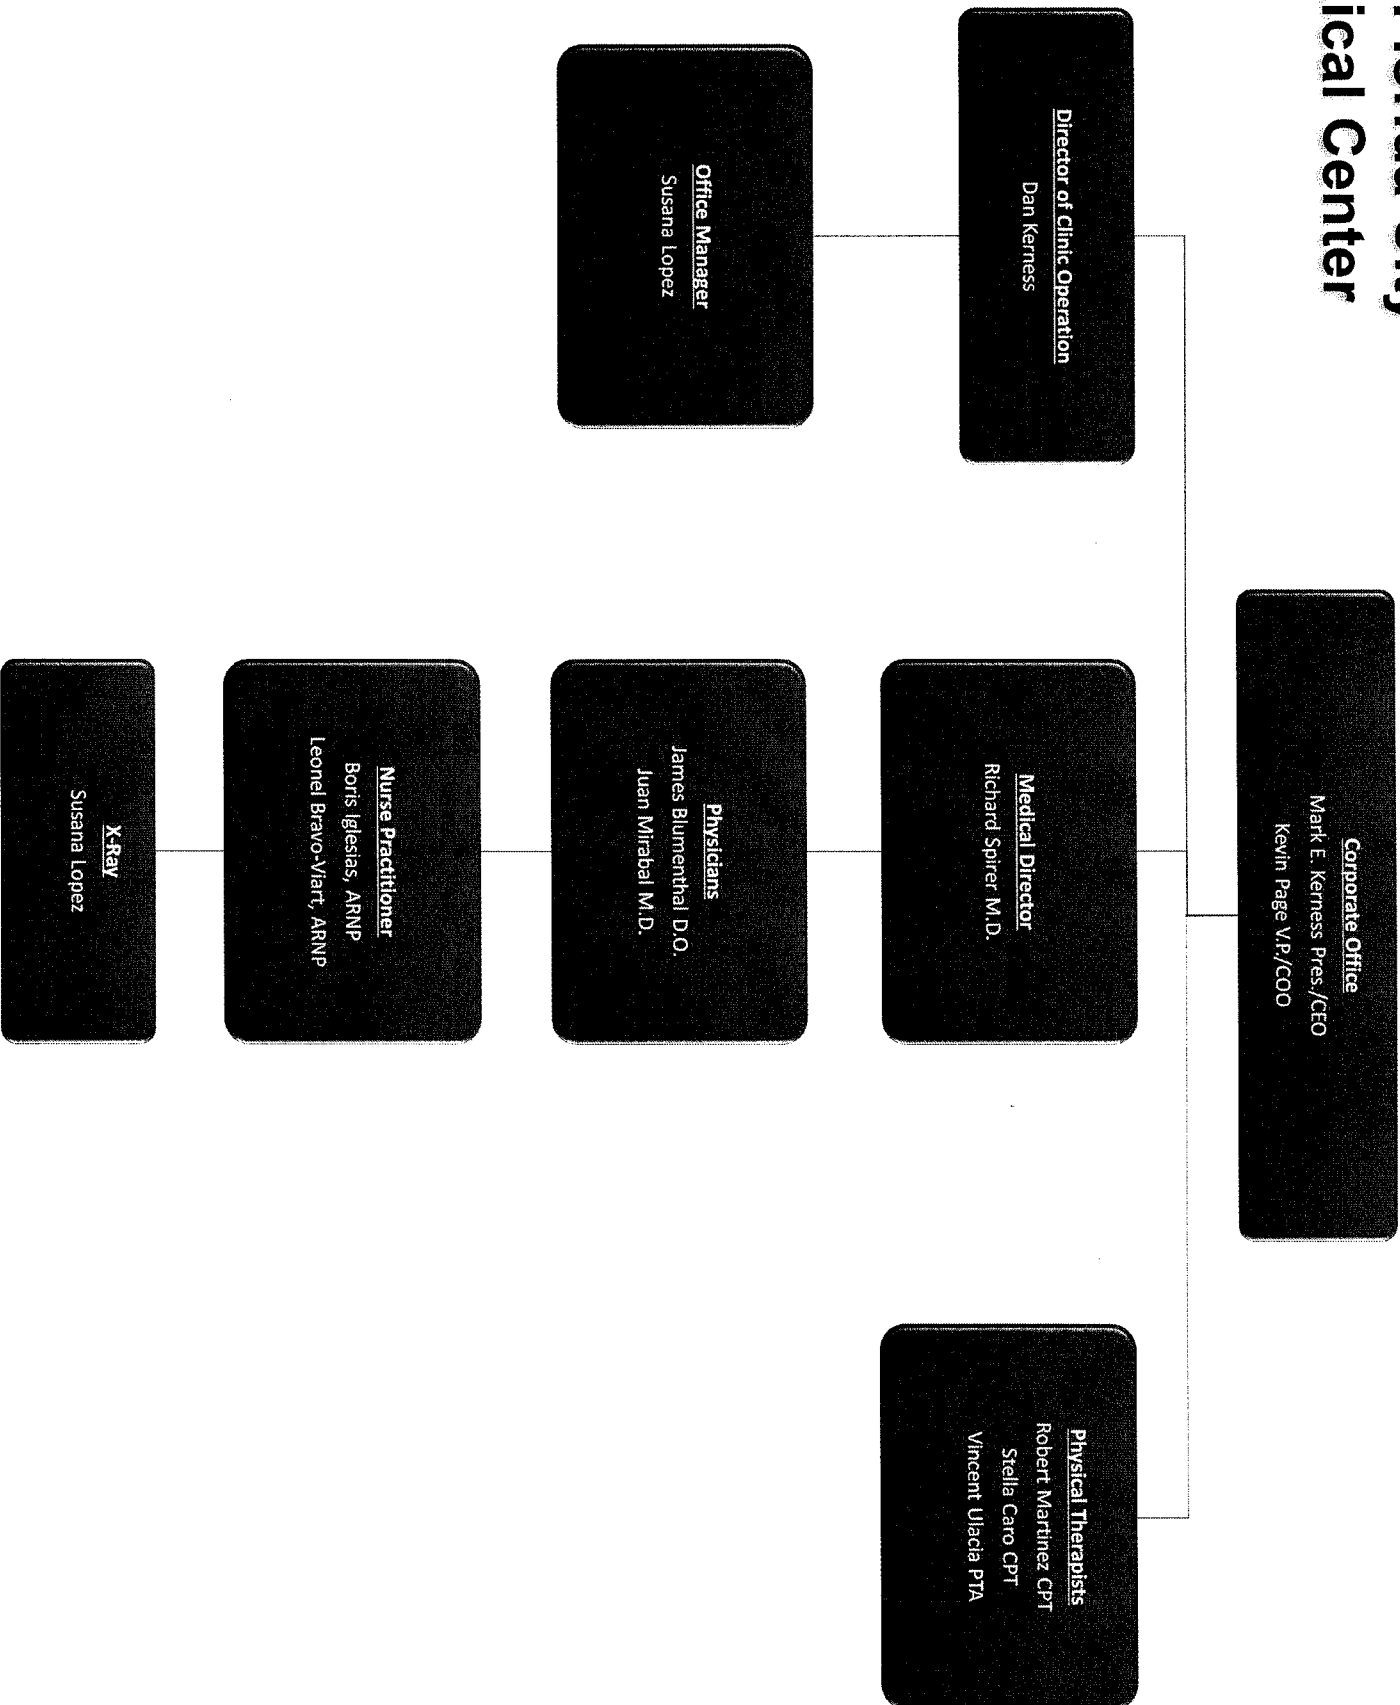 ical Center
Corporate Office
Mark E. Kerness Pres./CEO
Kevin Page V.P./COO
Director of Clinic Operation
Dan Kerness
Office Manager
Susana Lopez
Medical Director
Richard Spirer M.D.
Physicians
James Blumenthal D.O.
Juan Mirabal M.D.
Nurse Practitioner
Boris Iglesias, ARNP
Leonel Bravo-Viart, ARNP
X-Ray
Susana Lopez
Physical Therapists
Robert Martinez CPT
Stella Caro CPT
Vincent Ulacia PTA